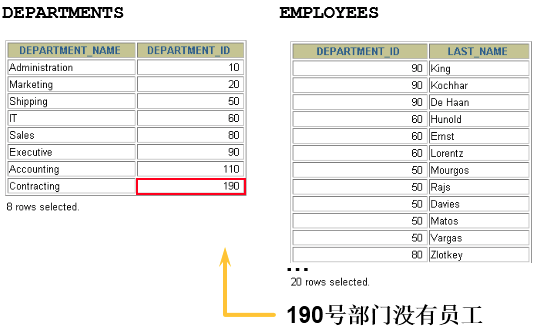 DEPARTMENTS
DEPARTMENT_NAME DEPARTMENT_ID
Administration 10
Marketing 20
Shipping 50
IT 60
Sales 80
Executive 90
Accounting 110
Contracting 190
8 rows selected.
EMPLOYEES
DEPARTMENT_ID LAST_NAME
90 King
90 Kochhar
90 De Haan
60 Hunold
60 Ernst
60 Lorentz
50 Mourgos
50 Rajs
50 Davies
50 Matos
50 Vargas
80 Zlotkey
...
20 rows selected.
190号部门没有员工